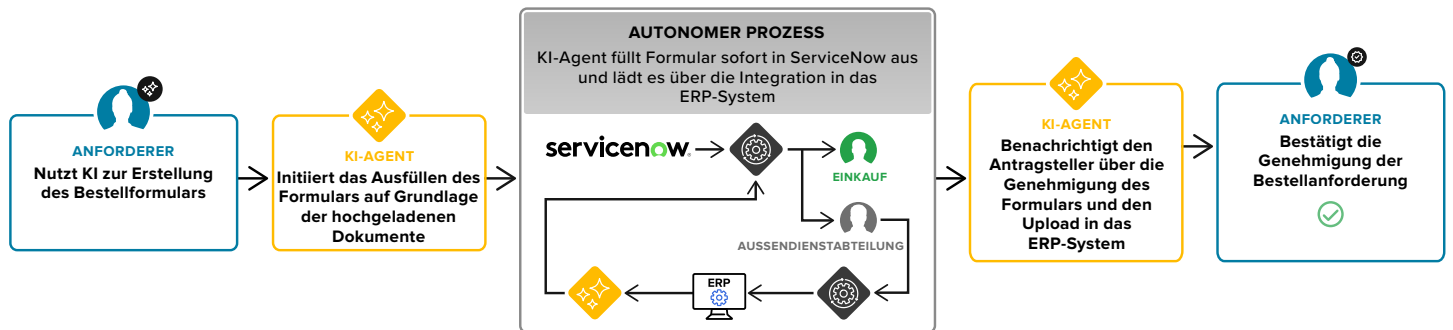 ANFORDERER
Nutzt KI zur Erstellung
des Bestellformulars
KI-AGENT
Initiiert das Ausfüllen des
Formulars auf Grundlage
der hochgeladenen
Dokumente
AUTONOMER PROZESS
KI-Agent füllt Formular sofort in ServiceNow aus
und lädt es über die Integration in das
ERP-System
servicenow®
EINKAUF
AUSSENDIENSTABTEILUNG
ERP
KI-AGENT
Benachrichtigt den
Antragsteller über die
Genehmigung des
Formulars und den
Upload in das
ERP-System
ANFORDERER
Bestätigt die
Genehmigung der
Bestellanforderung